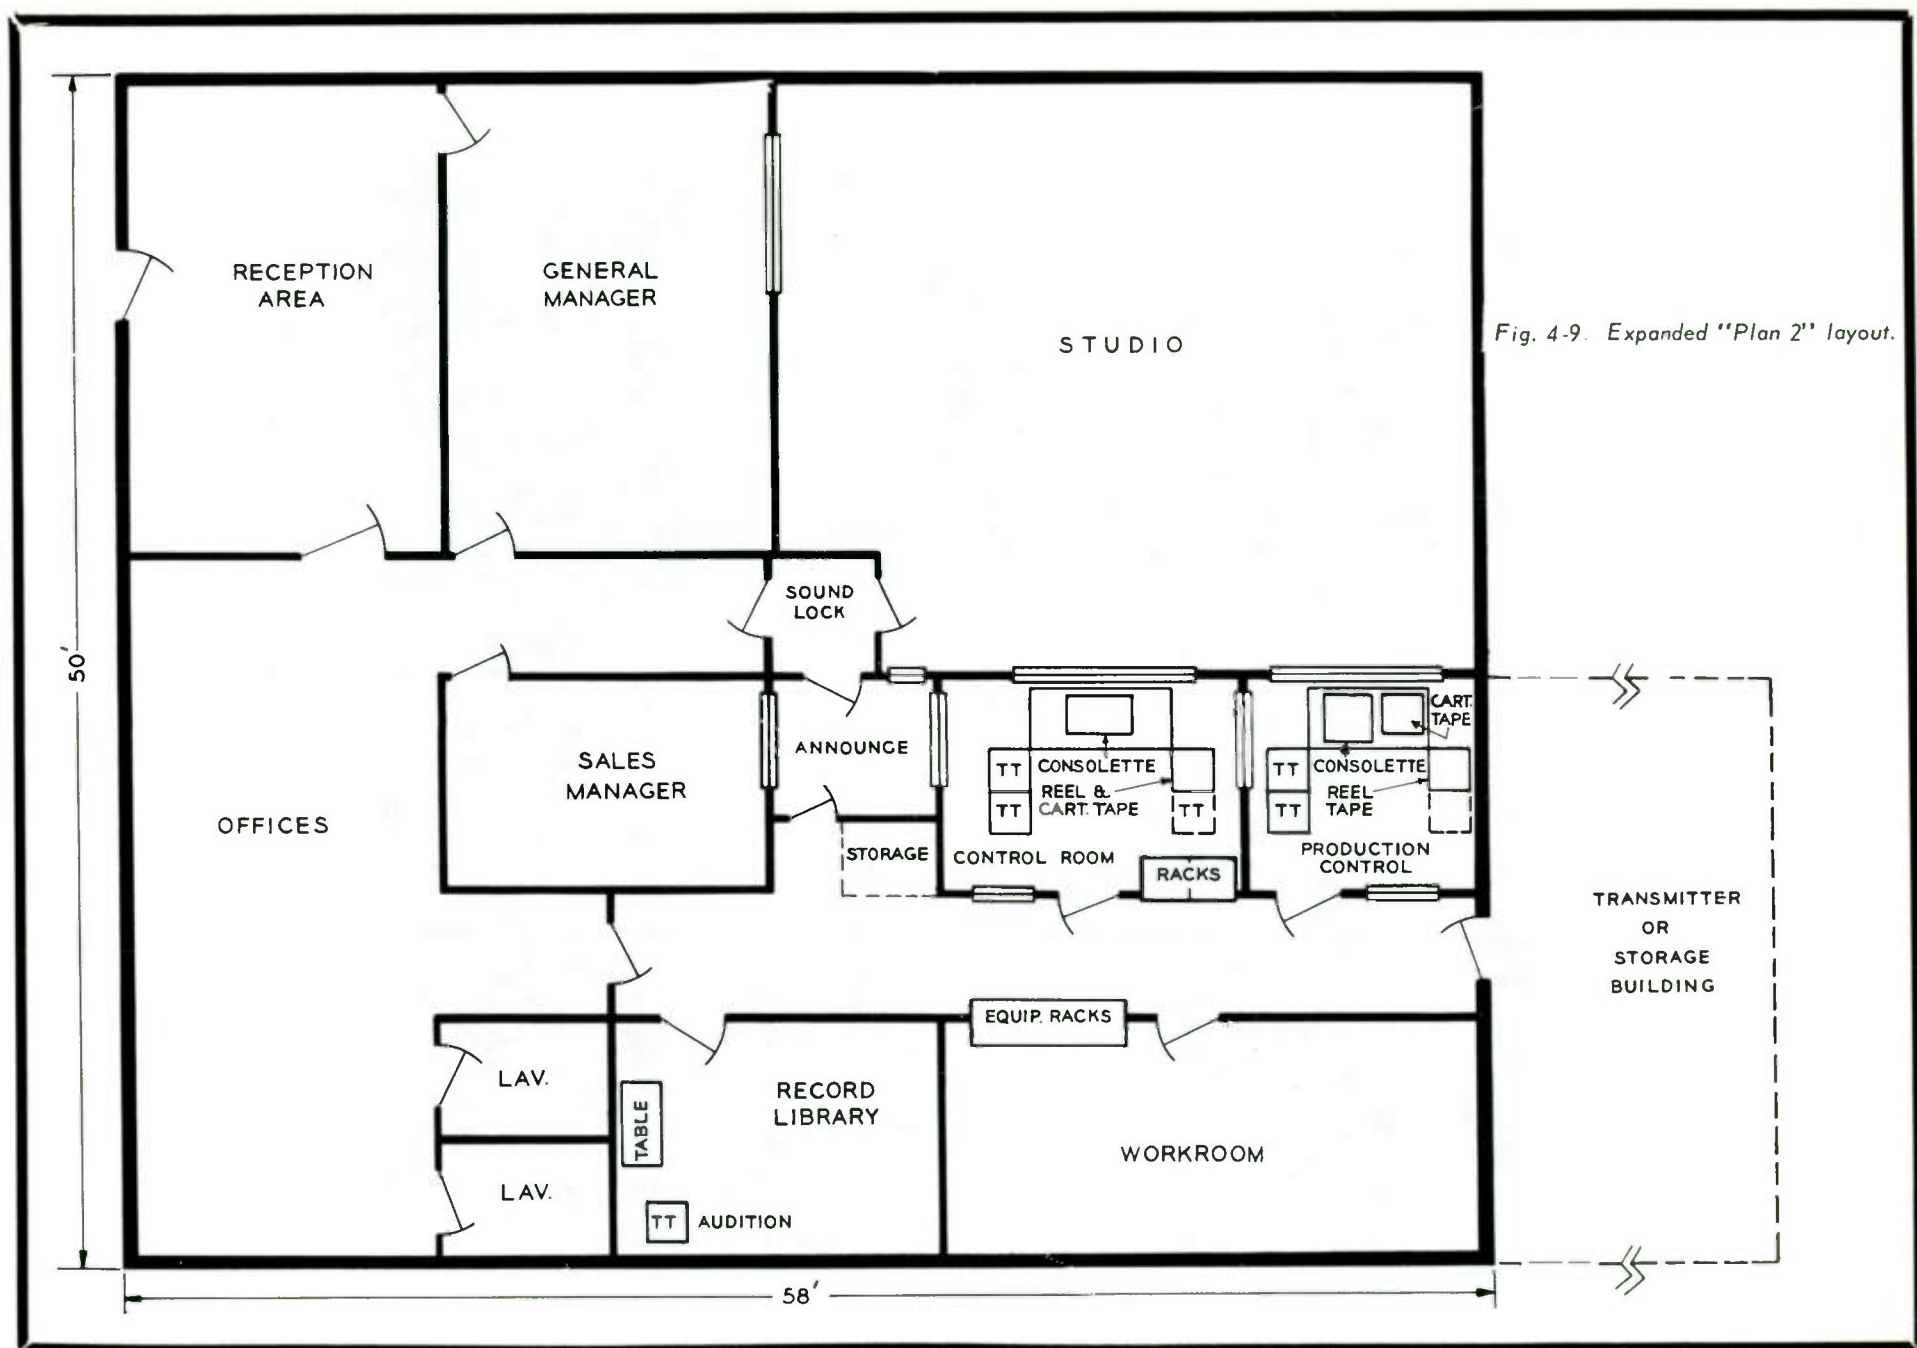 RECEPTION
AREA
GENERAL
MANAGER
STUDIO
Fig. 4-9. Expanded "Plan 2" layout.
SOUND
LOCK
50'
SALES
MANAGER
ANNOUNCE
OFFICES
STORAGE
TT
CONSOLETTE
REEL &
TT
CART. TAPE
TT
CONTROL ROOM
RACKS
CART.
TAPE
TT
CONSOLETTE
REEL
TT
TAPE
PRODUCTION
CONTROL
TRANSMITTER
OR
STORAGE
BUILDING
EQUIP. RACKS
LAV.
LAV.
TABLE
RECORD
LIBRARY
TT
AUDITION
WORKROOM
58'